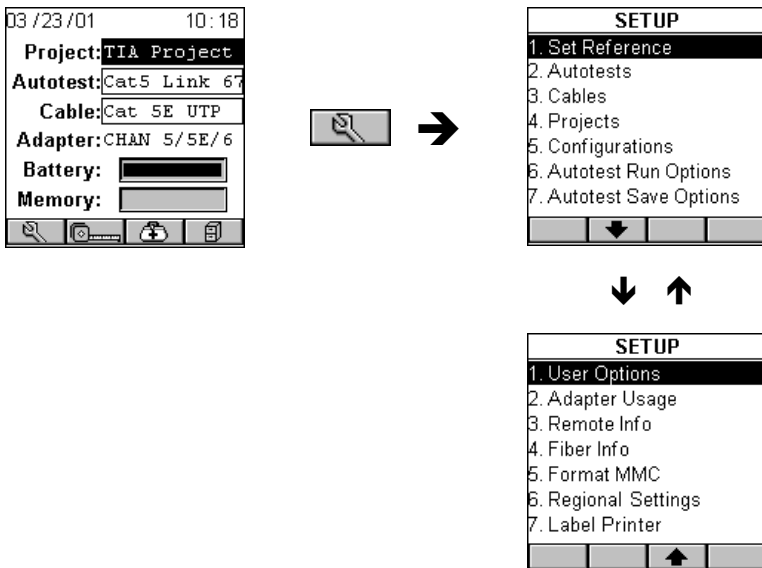 03/23/01 10:18
Project: TIA Project
Autotest: Cat5 Link 67
Cable: Cat 5E UTP
Adapter: CHAN 5/5E/6
Battery:
Memory:
SETUP
1. Set Reference
2. Autotests
3. Cables
4. Projects
5. Configurations
6. Autotest Run Options
7. Autotest Save Options
SETUP
1. User Options
2. Adapter Usage
3. Remote Info
4. Fiber Info
5. Format MMC
6. Regional Settings
7. Label Printer